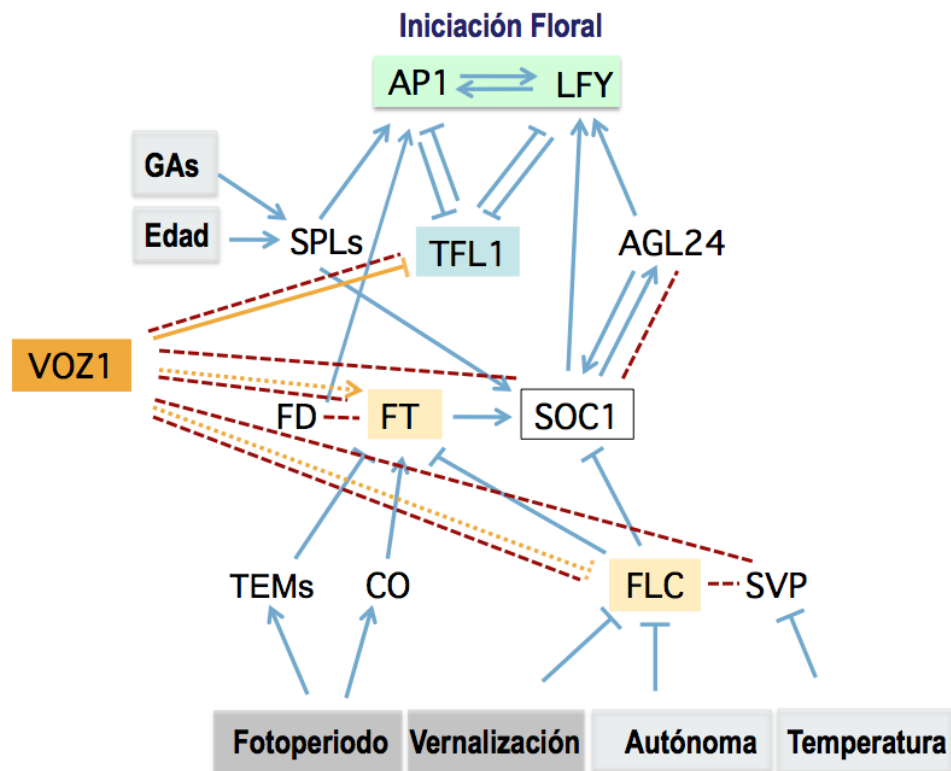 Iniciación Floral
AP1
LFY
GAs
Edad
SPLs
TFL1
AGL24
VOZ1
FD
FT
SOC1
TEMs
CO
FLC
SVP
Fotoperiodo
Vernalización
Autónoma
Temperatura